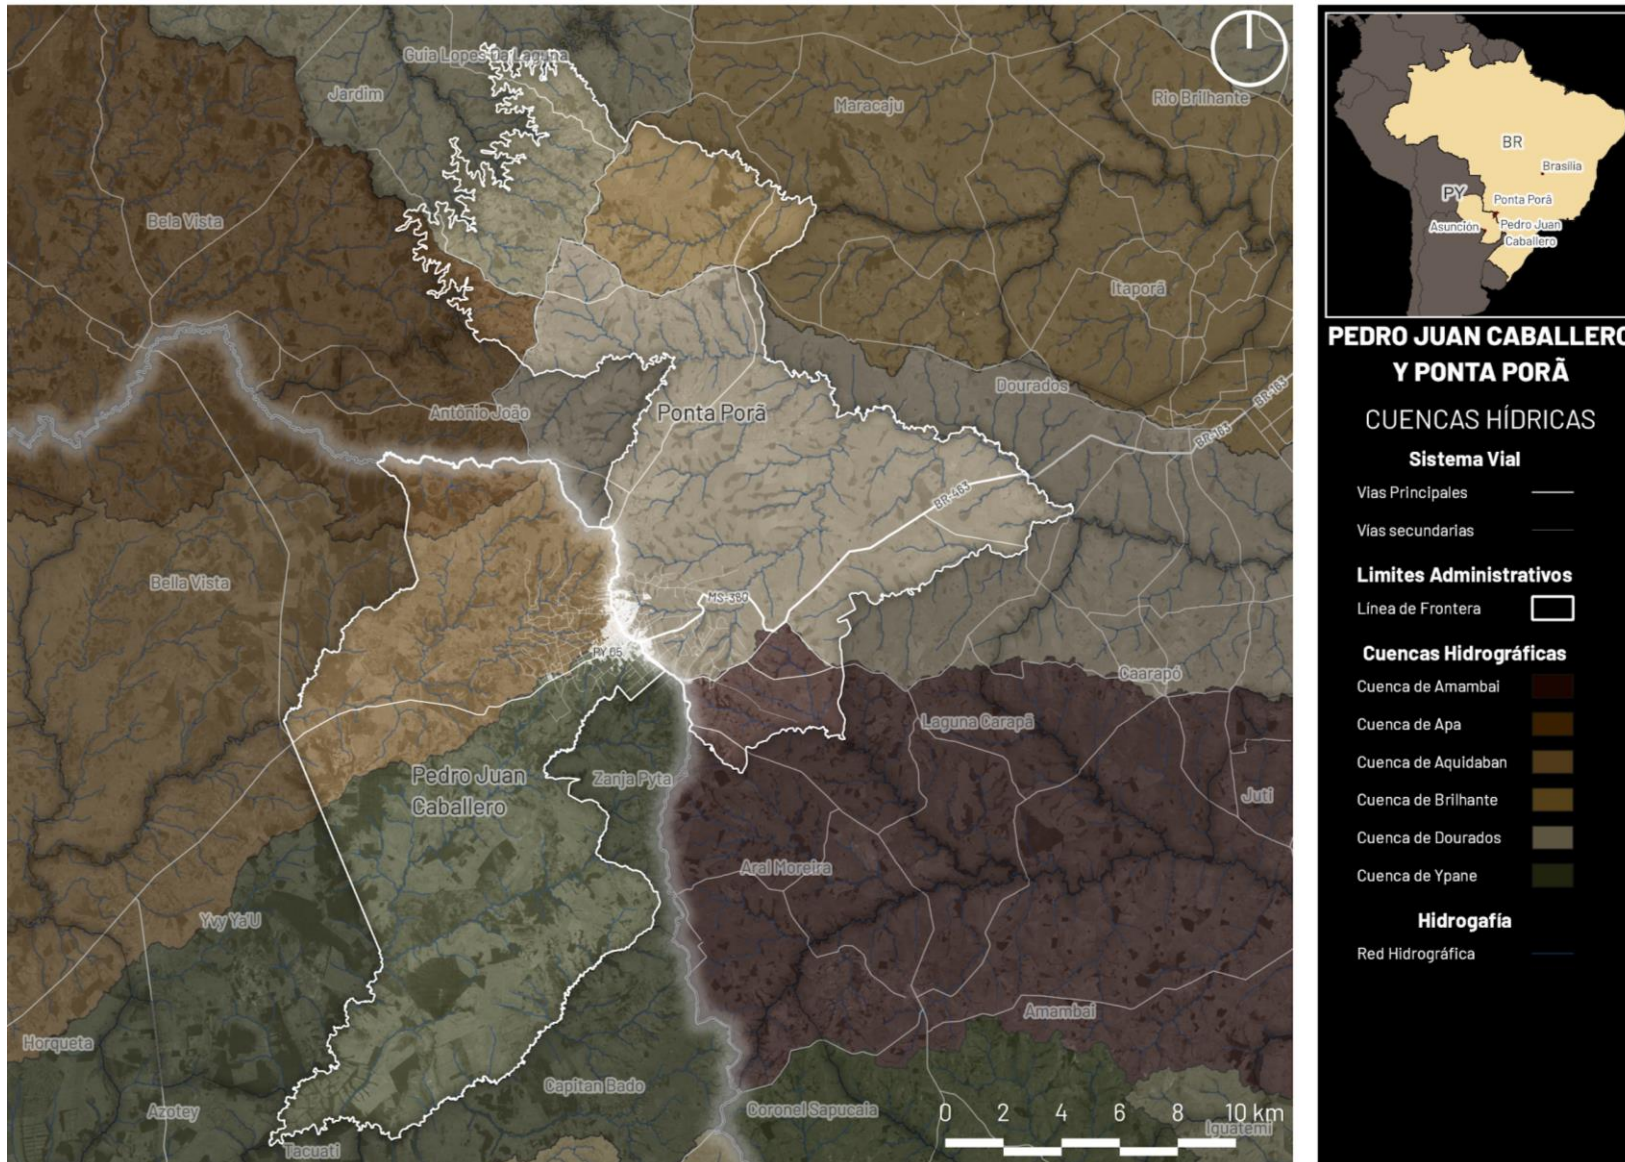 Guia Lopes da Laguna
Jardim
Maracaju
Rio Brilhante
Bela Vista
Itaporã
Dourados
BR-163
BR-163
Antônio João
Ponta Porã
BR-463
Bella Vista
MS-380
PY 65
Caarapó
Laguna Carapã
Pedro Juan
Caballero
Zanja Pyta
Juti
Aral Moreira
Yvy Ya'U
Amambai
Horqueta
Capitan Bado
Azotey
Coronel Sapucaia
Iguatemi
Tacuati
0 2 4 6 8 10 km
BR
Brasília
PY
Ponta Porã
Asunción
Pedro Juan
Caballero
PEDRO JUAN CABALLERO
Y PONTA PORÃ
CUENCAS HÍDRICAS
Sistema Vial
Vías Principales
Vías secundarias
Limites Administrativos
Línea de Frontera
Cuencas Hidrográficas
Cuenca de Amambai
Cuenca de Apa
Cuenca de Aquidaban
Cuenca de Brilhante
Cuenca de Dourados
Cuenca de Ypane
Hidrogafía
Red Hidrográfica